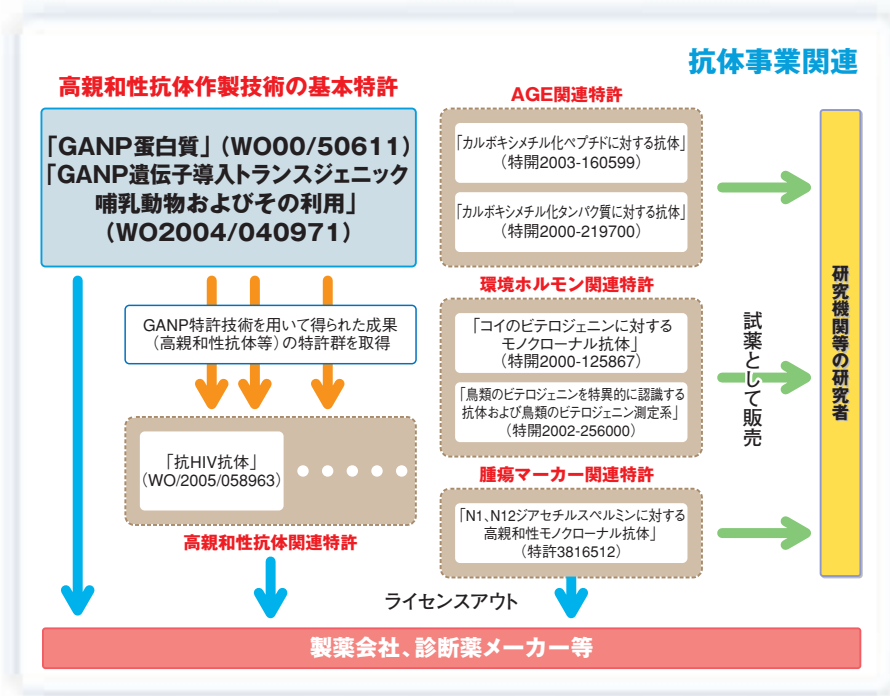 抗体事業関連
高親和性抗体作製技術の基本特許
「GANP蛋白質」(WO00/50611)
「GANP遺伝子導入トランスジェニック
哺乳動物およびその利用」
(WO2004/040971)
GANP特許技術を用いて得られた成果
（高親和性抗体等）の特許群を取得
「抗HIV抗体」
(WO/2005/058963)
高親和性抗体関連特許
AGE関連特許
「カルボキシメチル化ペプチドに対する抗体」
（特開2003-160599）
「カルボキシメチル化タンパク質に対する抗体」
（特開2000-219700）
環境ホルモン関連特許
「コイのビテロジェニンに対する
モノクローナル抗体」
（特開2000-125867）
「鳥類のビテロジェニンを特異的に認識する
抗体および鳥類のビテロジェニン測定系」
（特開2002-256000）
腫瘍マーカー関連特許
「N1、N12ジアセチルスペルミンに対する
高親和性モノクローナル抗体」
（特許3816512）
試薬として販売
研究機関等の研究者
ライセンスアウト
製薬会社、診断薬メーカー等